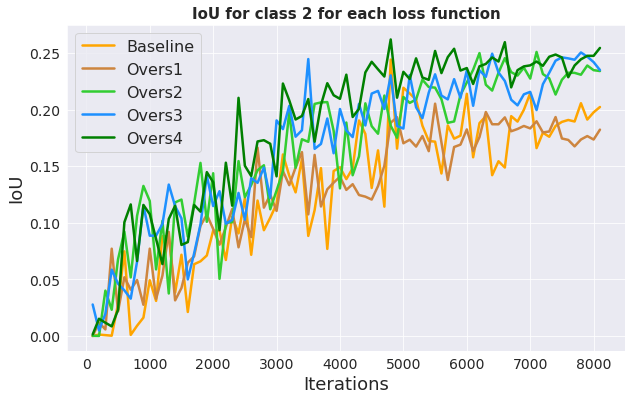 IoU for class 2 for each loss function
IoU
0.25
0.20
0.15
0.10
0.05
0.00
Baseline
Overs1
Overs2
Overs3
Overs4
0 1000 2000 3000 4000 5000 6000 7000 8000
Iterations